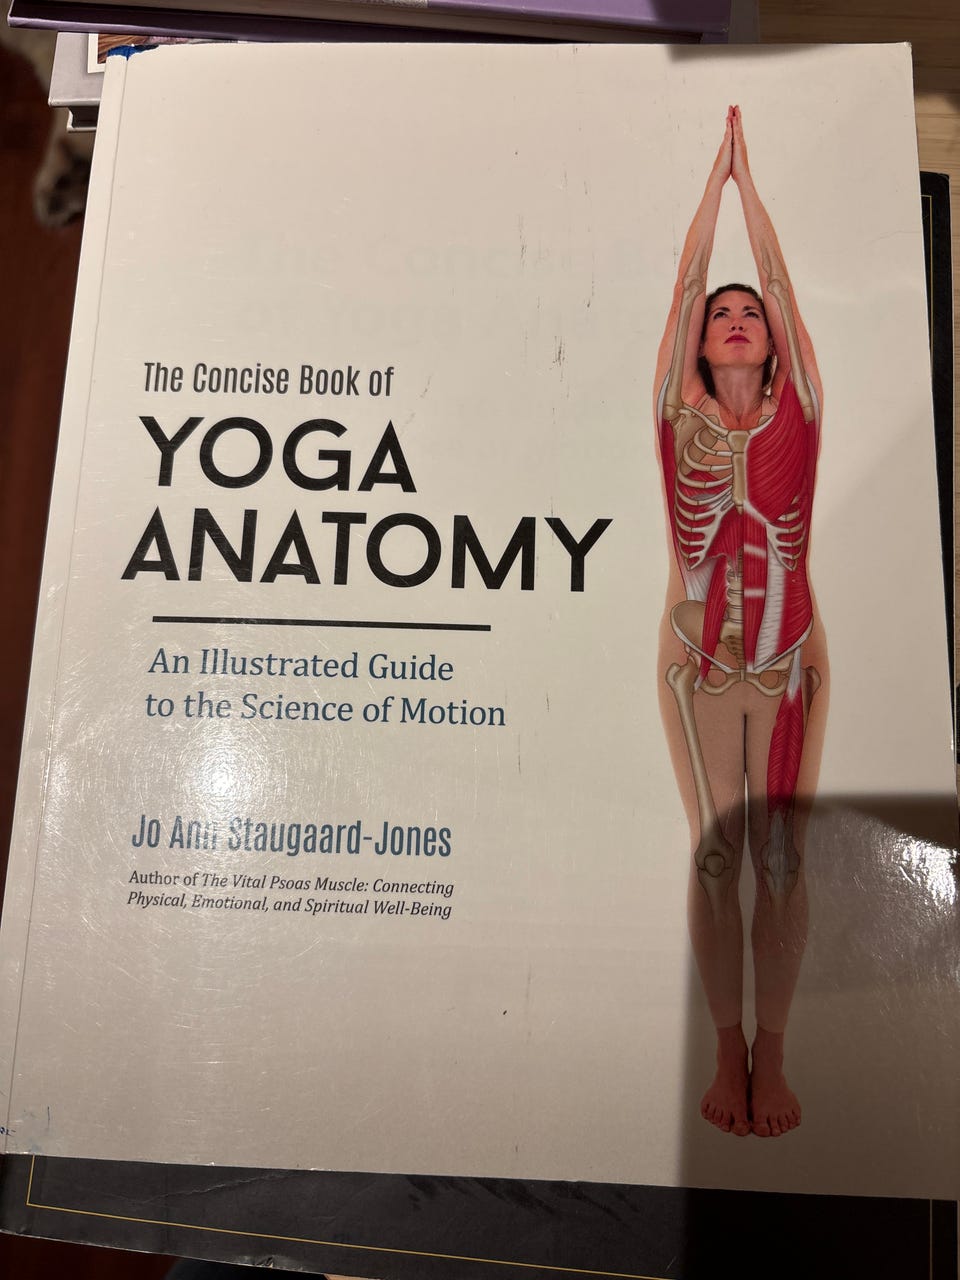 The Concise Book of
YOGA
ANATOMY
An Illustrated Guide
to the Science of Motion
Jo Ann Staugaard-Jones
Author of The Vital Psoas Muscle: Connecting
Physical, Emotional, and Spiritual Well-Being